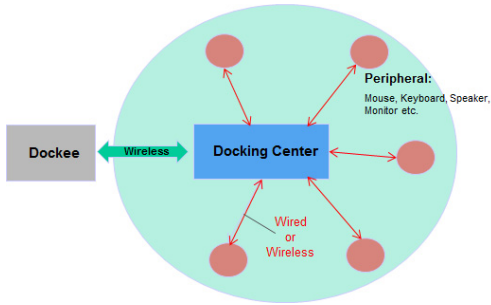 Peripheral:
Mouse, Keyboard, Speaker,
Monitor etc.
Dockee
Wireless
Docking Center
Wired
or
Wireless